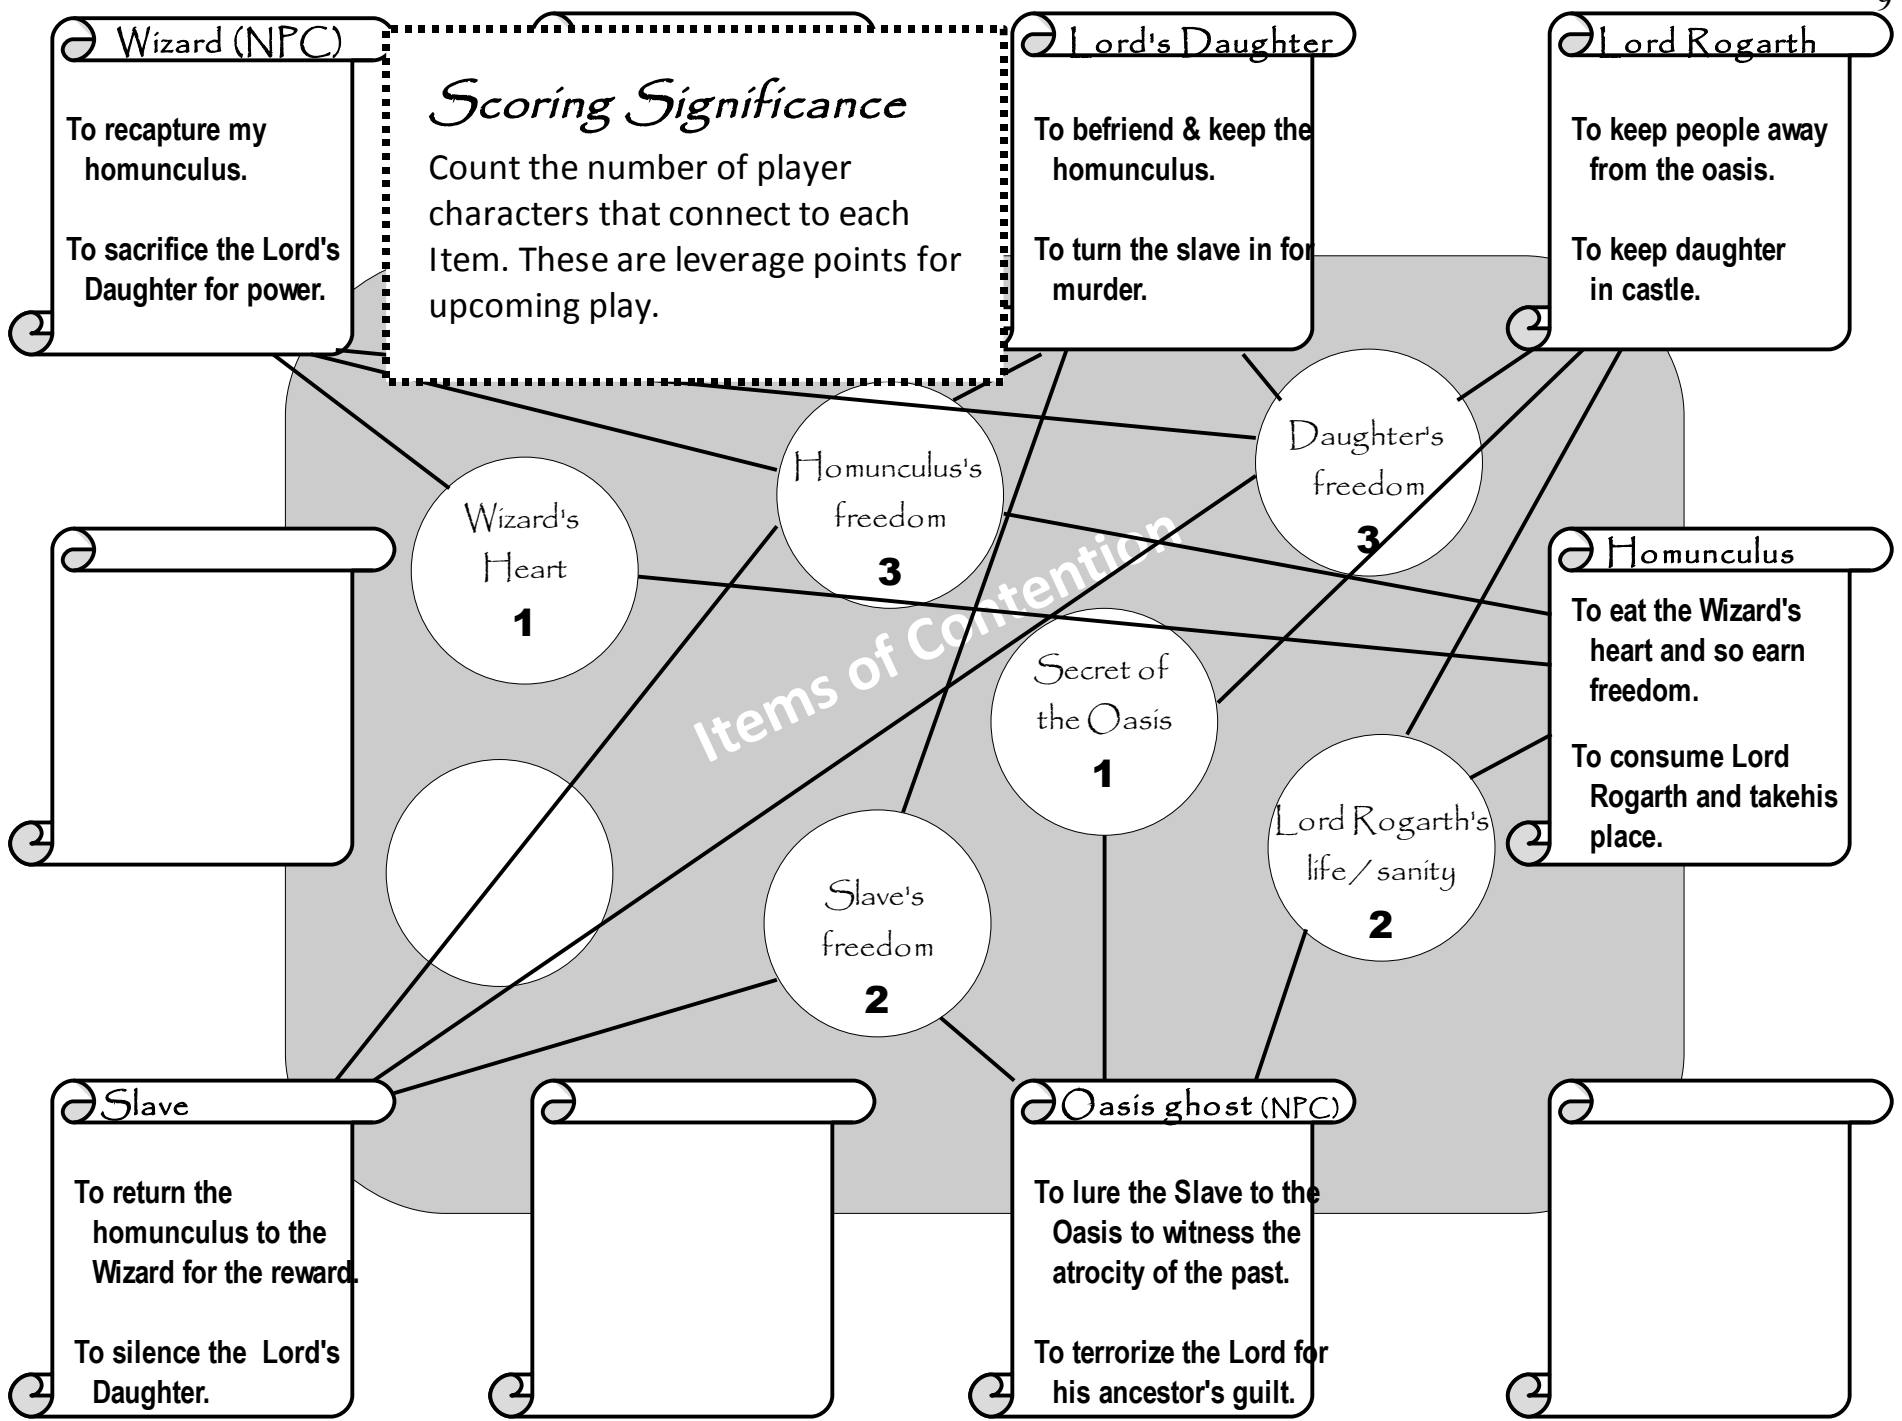 Wizard (NPC)
To recapture my
homunculus.
To sacrifice the Lord's
Daughter for power.
Scoring Significance
Count the number of player
characters that connect to each
Item. These are leverage points for
upcoming play.
Lord's Daughter
To befriend & keep the
homunculus.
To turn the slave in for
murder.
Lord Rogarth
To keep people away
from the oasis.
To keep daughter
in castle.
Wizard's
Heart
1
Homunculus's
freedom
3
Daughter's
freedom
3
Items of Contention
Secret of
the Oasis
1
Lord Rogarth's
life / sanity
2
Slave's
freedom
2
Homunculus
To eat the Wizard's
heart and so earn
freedom.
To consume Lord
Rogarth and takehis
place.
Slave
To return the
homunculus to the
Wizard for the reward.
To silence the Lord's
Daughter.
Oasis ghost (NPC)
To lure the Slave to the
Oasis to witness the
atrocity of the past.
To terrorize the Lord for
his ancestor's guilt.